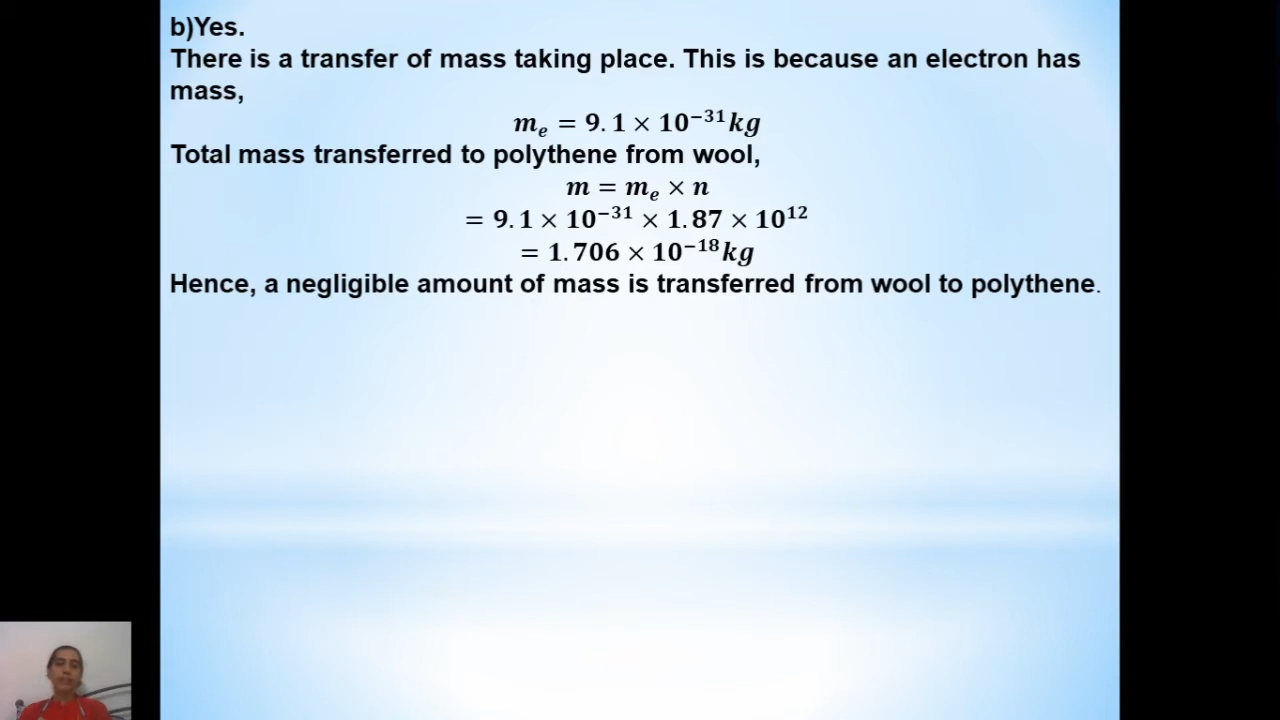 b)Yes.
There is a transfer of mass taking place. This is because an electron has
mass,
mₑ = 9.1 × 10⁻³¹kg
Total mass transferred to polythene from wool,
m = mₑ × n
= 9.1 × 10⁻³¹ × 1.87 × 10¹²
= 1.706 × 10⁻¹⁸kg
Hence, a negligible amount of mass is transferred from wool to polythene.